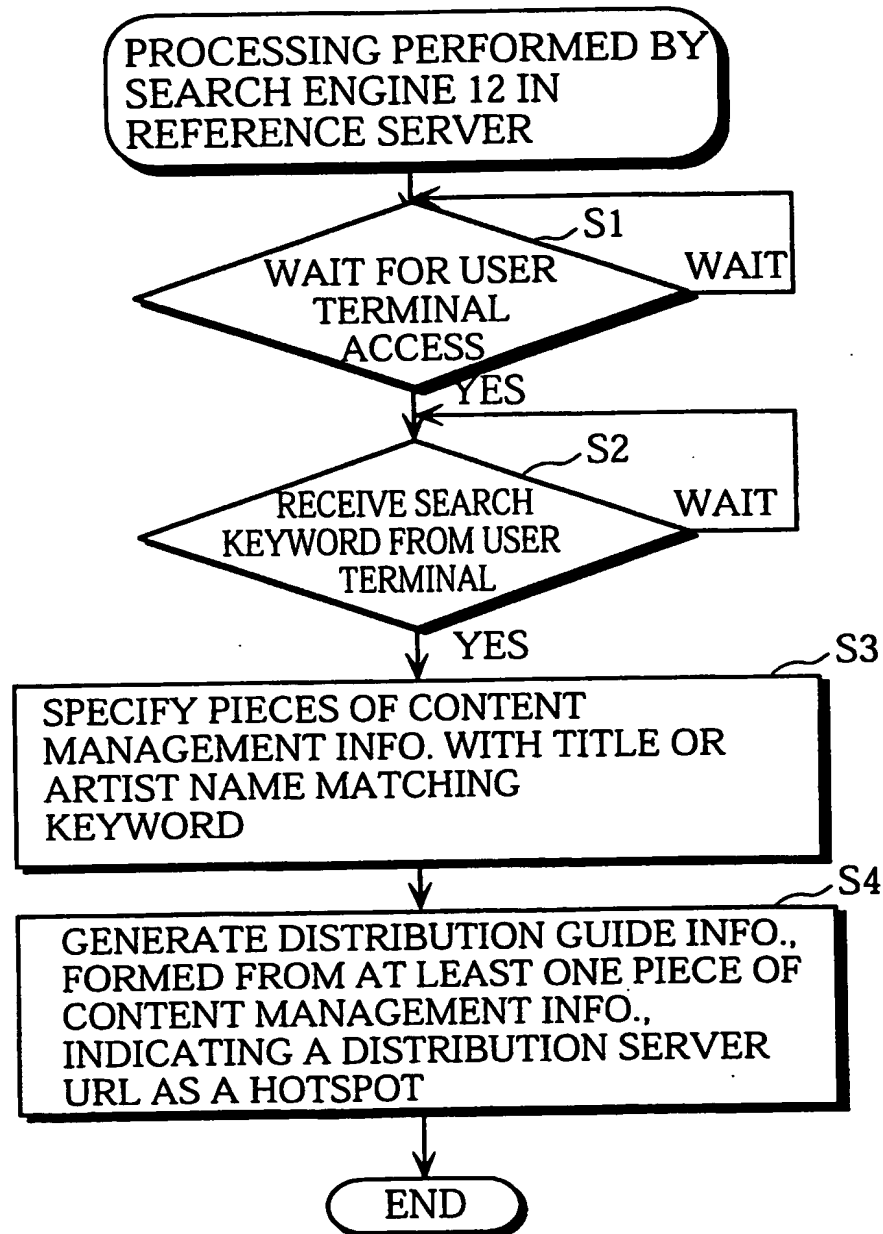 PROCESSING PERFORMED BY
SEARCH ENGINE 12 IN
REFERENCE SERVER
S1
WAIT FOR USER
TERMINAL
ACCESS
WAIT
YES
S2
RECEIVE SEARCH
KEYWORD FROM USER
TERMINAL
WAIT
YES
S3
SPECIFY PIECES OF CONTENT
MANAGEMENT INFO. WITH TITLE OR
ARTIST NAME MATCHING
KEYWORD
S4
GENERATE DISTRIBUTION GUIDE INFO.,
FORMED FROM AT LEAST ONE PIECE OF
CONTENT MANAGEMENT INFO.,
INDICATING A DISTRIBUTION SERVER
URL AS A HOTSPOT
END